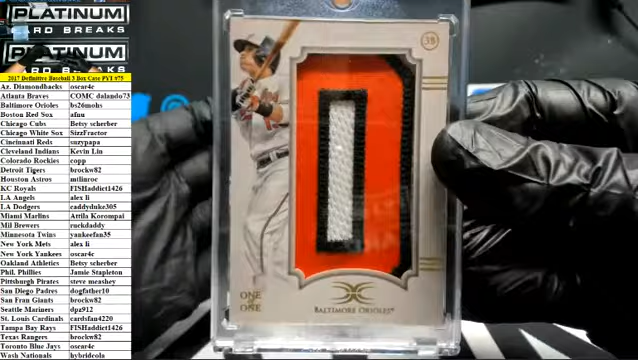 PLATINUM
CARD BREAKS
PLATINUM
CARD BREAKS
2017 Definitive Baseball 3 Box Case PYT #75
Az. Diamondbacks oscar4c
Atlanta Braves COMC dalando73
Baltimore Orioles bs26mohs
Boston Red Sox afnu
Chicago Cubs Betsy scherber
Chicago White Sox SizzFractor
Cincinnati Reds suzypapa
Cleveland Indians Kevin Liu
Colorado Rockies copp
Detroit Tigers brockw82
Houston Astros mtlinroc
KC Royals FISHaddict1426
LA Angels alex li
LA Dodgers caddyduke305
Miami Marlins Attila Korompai
Mil Brewers ruckdaddy
Minnesota Twins yankeefan35
New York Mets alex li
New York Yankees oscar4c
Oakland Athletics Betsy scherber
Phil. Phillies Jamie Stapleton
Pittsburgh Pirates steve meashey
San Diego Padres dogfather10
San Fran Giants brockw82
Seattle Mariners dpz912
St. Louis Cardinals cardsfan4220
Tampa Bay Rays FISHaddict1426
Texas Rangers brockw82
Toronto Blue Jays oscar4c
Wash Nationals hybridcola
3B
ONE
of
ONE
BALTIMORE ORIOLES